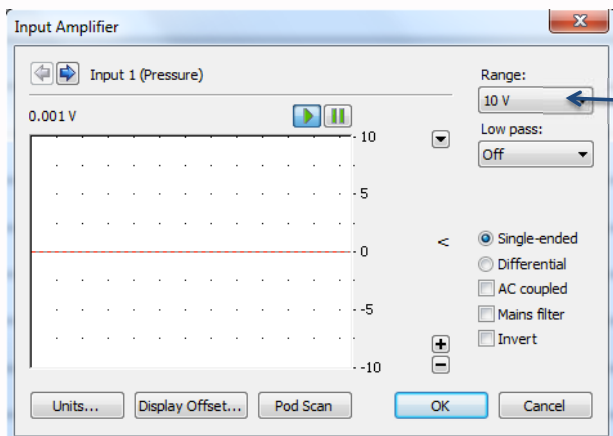 Input Amplifier
Input 1 (Pressure)
0.001 V
10
5
0
-5
-10
Range:
10 V
Low pass:
Off
<
Single-ended
Differential
AC coupled
Mains filter
Invert
Units...
Display Offset...
Pod Scan
OK
Cancel